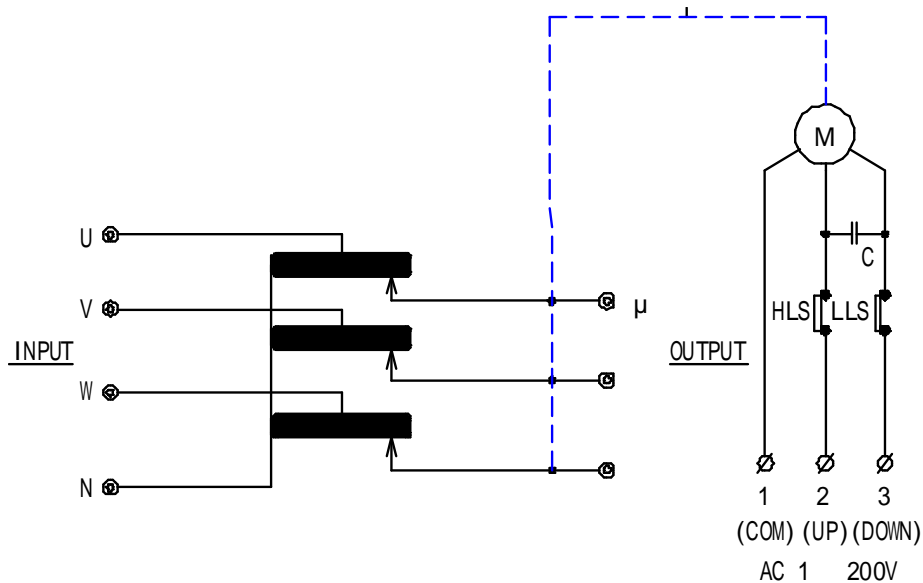 M
U
C
V
µ
HLS LLS
INPUT
OUTPUT
W
N
1 2 3
(COM) (UP) (DOWN)
AC 1 200V